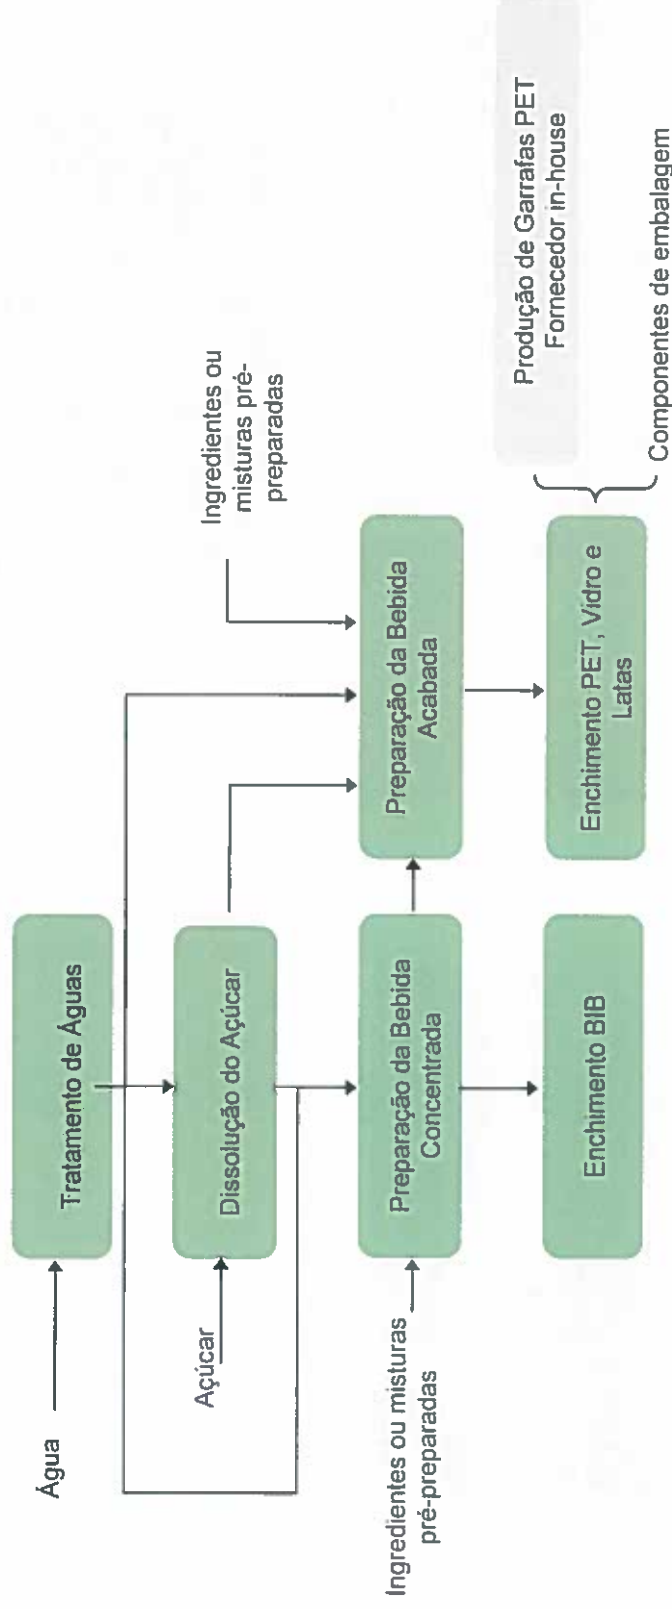 Água
Tratamento de Águas
Açúcar
Dissolução do Açúcar
Ingredientes ou
misturas pré-
preparadas
Ingredientes ou misturas
pré-preparadas
Preparação da Bebida
Concentrada
Preparação da Bebida
Acabada
Enchimento BIB
Enchimento PET, Vidro e
Latas
Produção de Garrafas PET
Fornecedor in-house
Componentes de embalagem